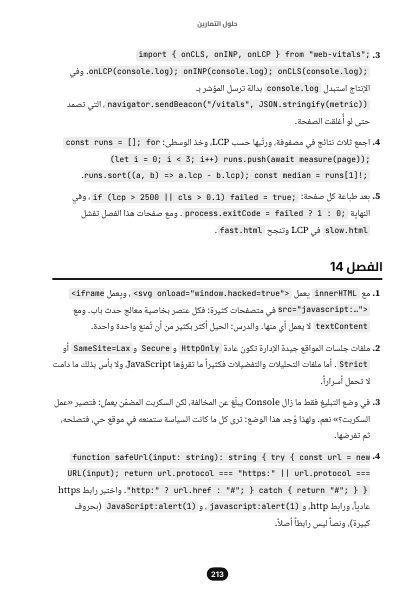 حلول التمارين
3. import { onCLS, onINP, onLCP } from "web-vitals";
onLCP(console.log); onINP(console.log); onCLS(console.log);. وفي
الإنتاج استبدل console.log بدالة ترسل المؤشر بـ
navigator.sendBeacon("/vitals", JSON.stringify(metric))، التي تصمد
حتى لو أُغلقت الصفحة.
4. اجمع ثلاث نتائج في مصفوفة، ورتّبها حسب LCP، وخذ الوسطى: const runs = []; for
(let i = 0; i < 3; i++) runs.push(await measure(page));
runs.sort((a, b) => a.lcp - b.lcp); const median = runs[1]!;.
5. بعد طباعة كل صفحة: if (lcp > 2500 || cls > 0.1) failed = true;، وفي
النهاية process.exitCode = failed ? 1 : 0;. ومع صفحات هذا الفصل تفشل
slow.html في LCP وتنجح fast.html.
الفصل 14
1. مع innerHTML يعمل <svg onload="window.hacked=true">، ويعمل <iframe
src="javascript:…"> في متصفحات كثيرة: فكل عنصر بخاصية معالج حدث باب. ومع
textContent لا يعمل أي منها. والدرس: الحيل أكثر بكثير من أن تُمنع واحدة واحدة.
2. ملفات جلسات المواقع جيدة الإدارة تكون عادة HttpOnly و Secure و SameSite=Lax أو
Strict. أما ملفات التحليلات والتفضيلات فكثيراً ما تقرؤها JavaScript ولا بأس بذلك ما دامت
لا تحمل أسراراً.
3. في وضع التبليغ فقط ما زال Console يبلّغ عن المخالفة، لكن السكربت المضمّن يعمل: فتصير «عمل
السكربت؟» نعم. ولهذا وُجد هذا الوضع: ترى كل ما كانت السياسة ستمنعه في موقع حي، فتصلحه،
ثم تفرضها.
4. function safeUrl(input: string): string { try { const url = new
URL(input); return url.protocol === "https:" || url.protocol ===
"http:" ? url.href : "#"; } catch { return "#"; } }. واختبر رابط https
عادياً، ورابط http، و javascript:alert(1)، و JavaScript:alert(1) (بحروف
كبيرة)، ونصاً ليس رابطاً أصلاً.
213